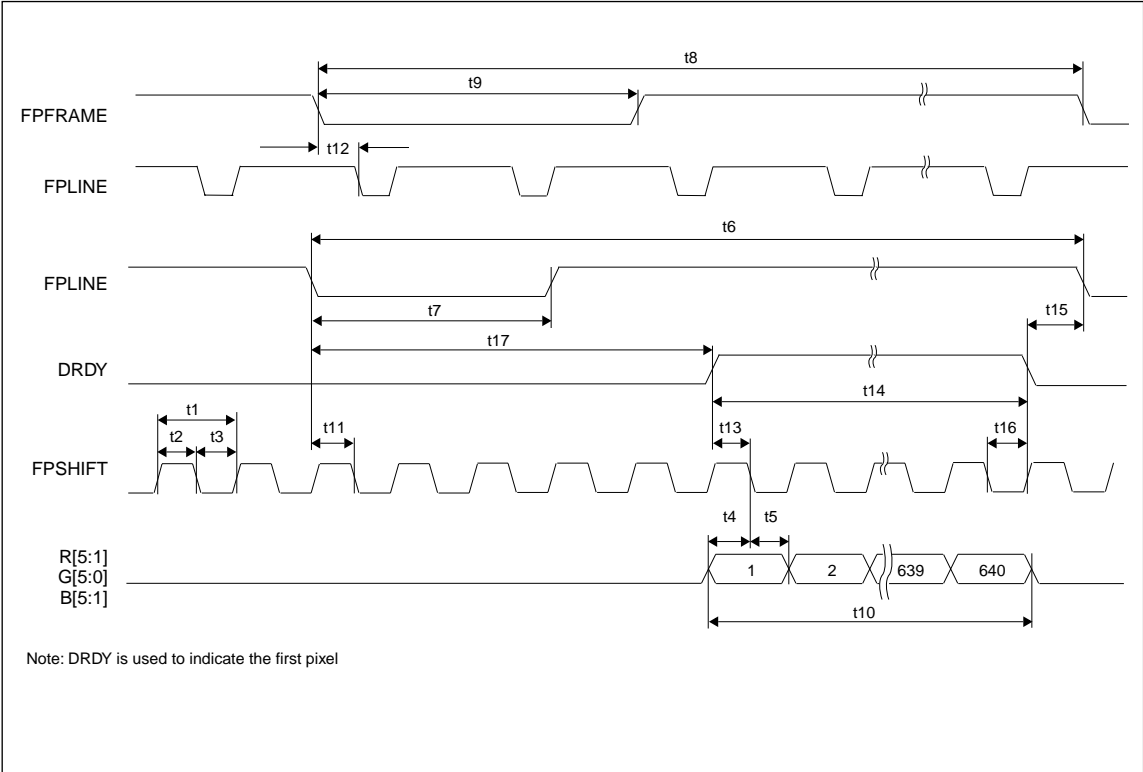 t8
t9
FPFRAME
t12
FPLINE
t6
FPLINE
t7
t15
t17
DRDY
t14
t1
t11
t13
t16
t2 t3
FPSHIFT
t4 t5
R[5:1]
G[5:0]
B[5:1]
1 2 639 640
t10
Note: DRDY is used to indicate the first pixel